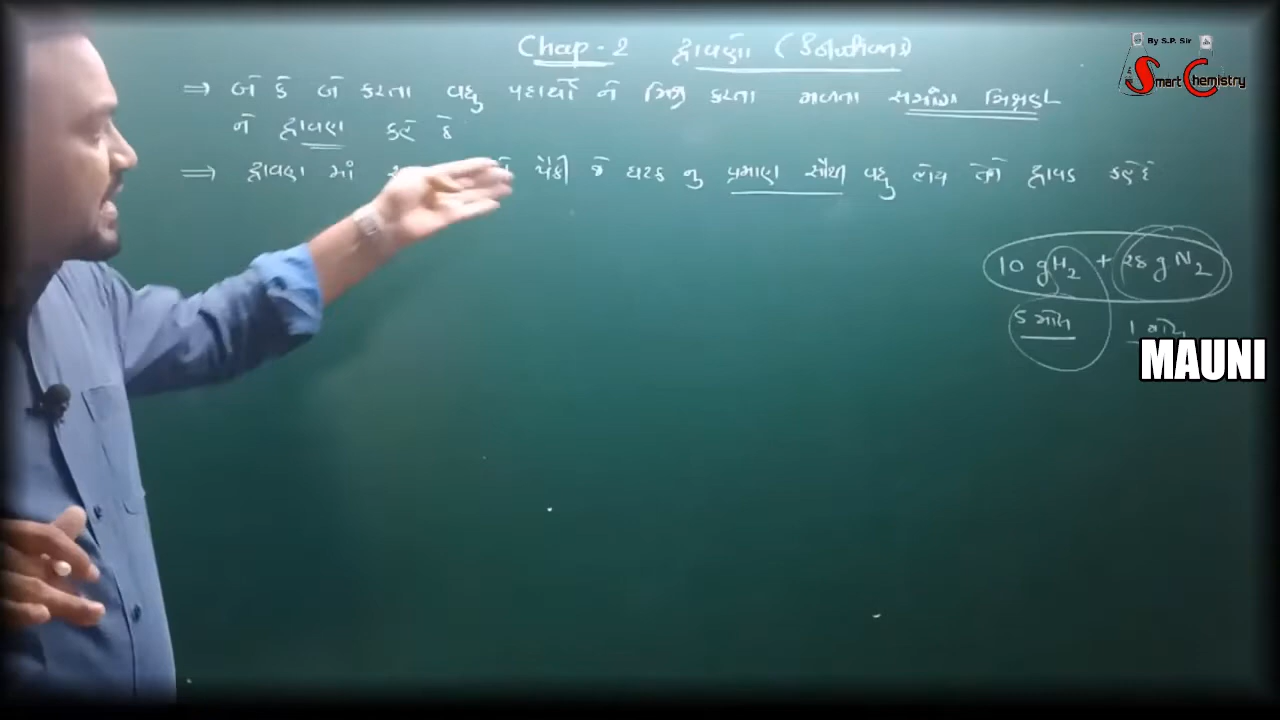 Chap - 2 દ્રાવણો (Solutions)
By S.P. Sir
Smart Chemistry
⇒ બે કે બે કરતા વધુ પદાર્થો ને મિશ્ર કરતા મળતા સમાંગ મિશ્રણ
ને દ્રાવણ કહે છે
⇒ દ્રાવણ માં પૈકી જે ઘટક નુ પ્રમાણ સૌથી વધુ હોય તેને દ્રાવક કહે છે
10 g H2 + 28 g N2
5 મોલ 1 મોલ
MAUNI